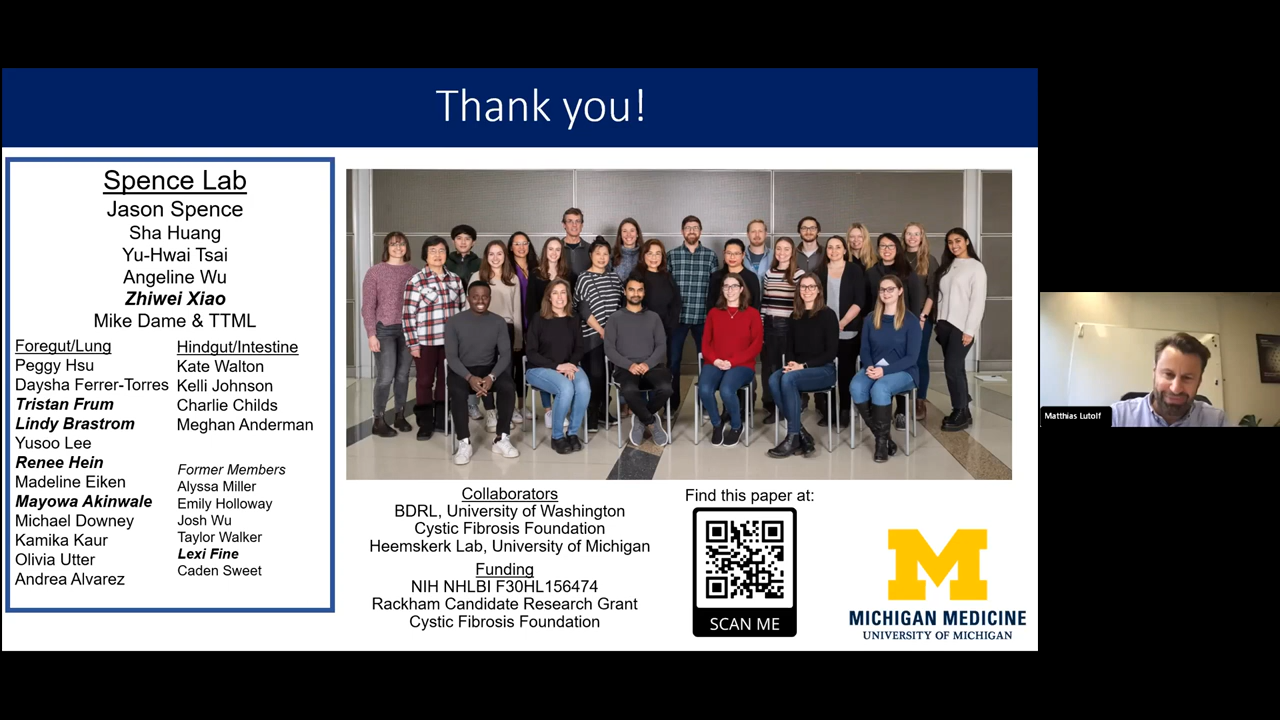 Thank you!
Spence Lab
Jason Spence
Sha Huang
Yu-Hwai Tsai
Angeline Wu
Zhiwei Xiao
Mike Dame & TTML
Foregut/Lung
Peggy Hsu
Daysha Ferrer-Torres
Tristan Frum
Lindy Brastrom
Yusoo Lee
Renee Hein
Madeline Eiken
Mayowa Akinwale
Michael Downey
Kamika Kaur
Olivia Utter
Andrea Alvarez
Hindgut/Intestine
Kate Walton
Kelli Johnson
Charlie Childs
Meghan Anderman
Former Members
Alyssa Miller
Emily Holloway
Josh Wu
Taylor Walker
Lexi Fine
Caden Sweet
Collaborators
BDRL, University of Washington
Cystic Fibrosis Foundation
Heemskerk Lab, University of Michigan
Funding
NIH NHLBI F30HL156474
Rackham Candidate Research Grant
Cystic Fibrosis Foundation
Find this paper at:
SCAN ME
M
MICHIGAN MEDICINE
UNIVERSITY OF MICHIGAN
Matthias Lutolf